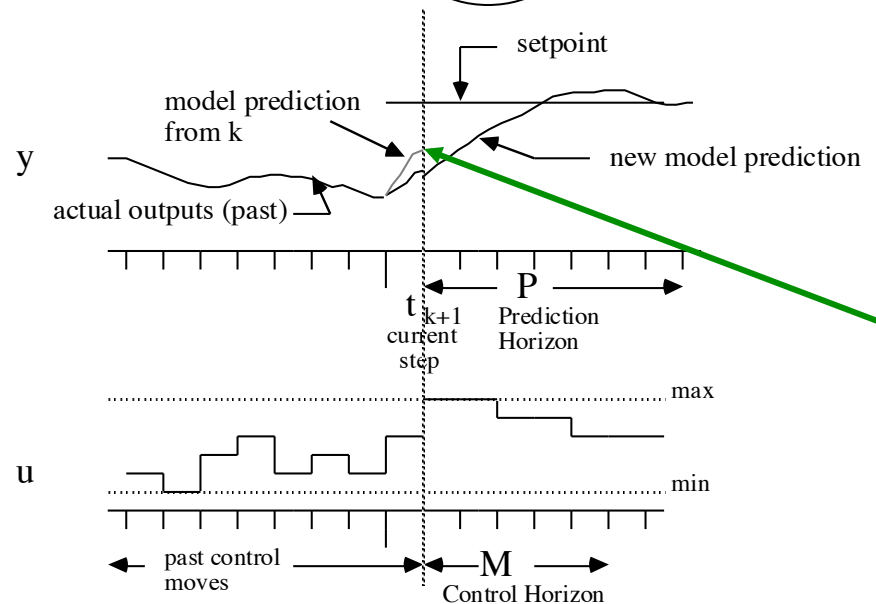 setpoint
model prediction
from k
y
new model prediction
actual outputs (past)
P
t k+1
current
step
Prediction
Horizon
max
u
min
past control
moves
M
Control Horizon